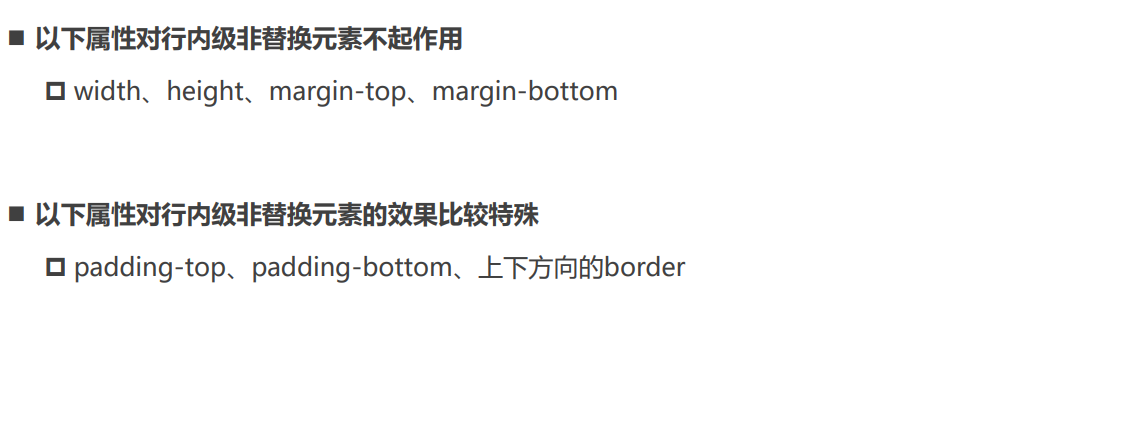 ■ 以下属性对行内级非替换元素不起作用
width、height、margin-top、margin-bottom
■ 以下属性对行内级非替换元素的效果比较特殊
padding-top、padding-bottom、上下方向的border